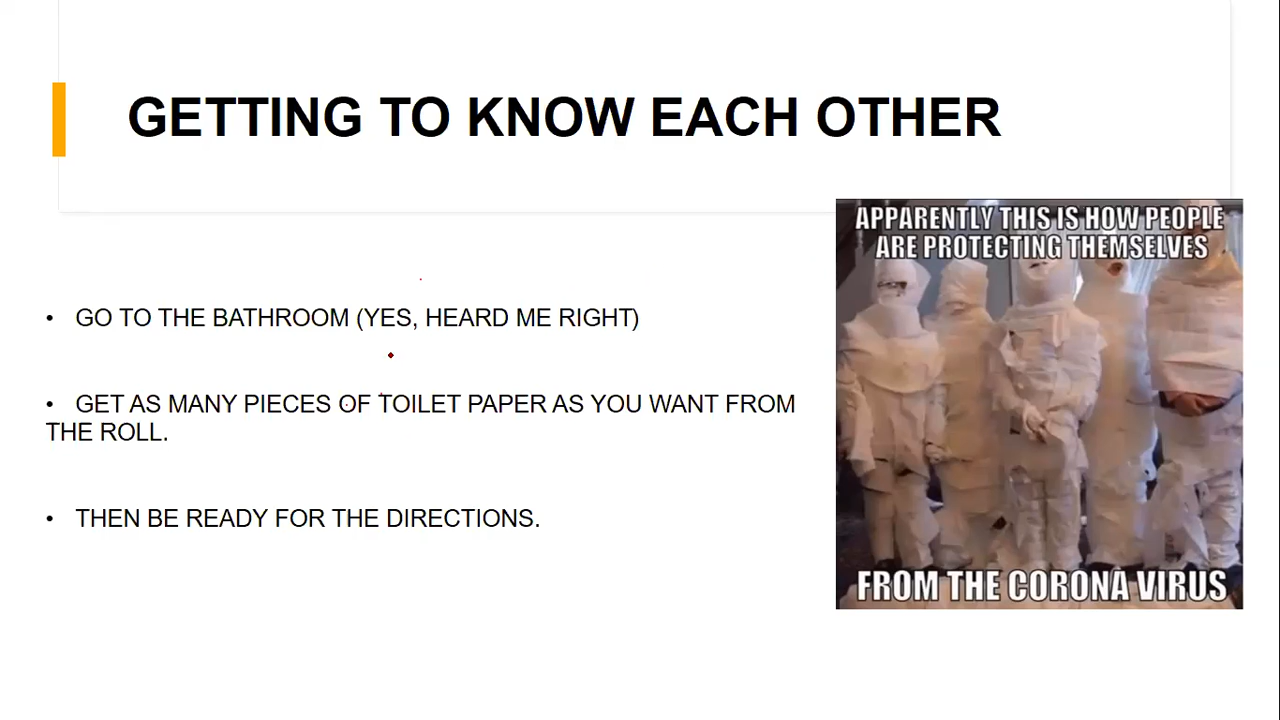 GETTING TO KNOW EACH OTHER
• GO TO THE BATHROOM (YES, HEARD ME RIGHT)
• GET AS MANY PIECES OF TOILET PAPER AS YOU WANT FROM
THE ROLL.
• THEN BE READY FOR THE DIRECTIONS.
APPARENTLY THIS IS HOW PEOPLE
ARE PROTECTING THEMSELVES
FROM THE CORONA VIRUS